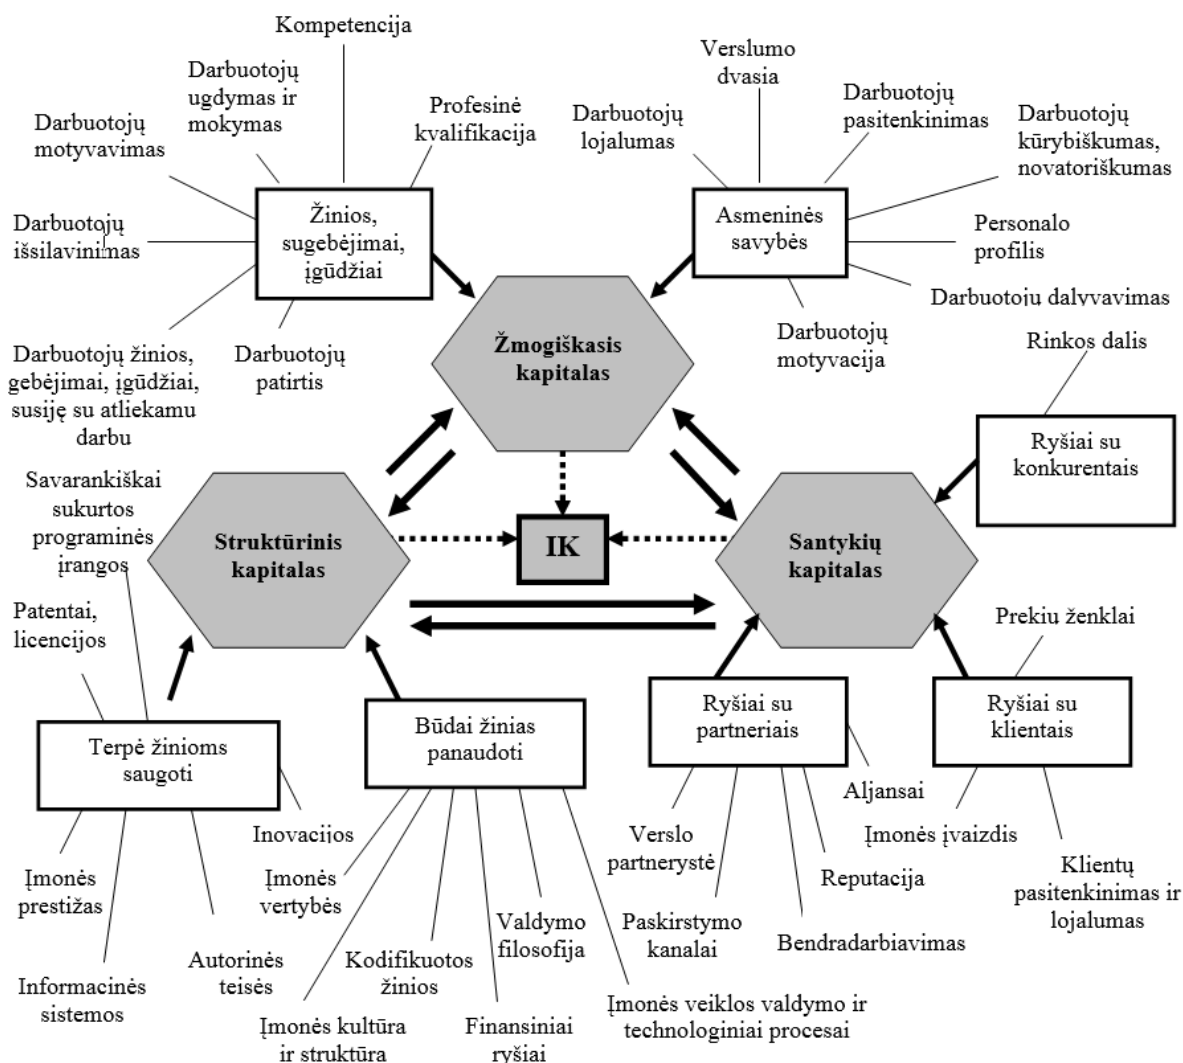 Kompetencija
Darbuotojų
ugdymas ir
mokymas
Darbuotojų
motyvavimas
Profesinė
kvalifikacija
Darbuotojų
išsilavinimas
Žinios,
sugebėjimai,
įgūdžiai
Darbuotojų žinios,
gebėjimai, įgūdžiai,
susiję su atliekamu
darbu
Darbuotojų
patirtis
Verslumo
dvasia
Darbuotojų
lojalumas
Darbuotojų
pasitenkinimas
Darbuotojų
kūrybiškumas,
novatoriškumas
Asmeninės
savybės
Personalo
profilis
Darbuotojų dalyvavimas
Darbuotojų
motyvacija
Žmogiškasis
kapitalas
Rinkos dalis
Ryšiai su
konkurentais
Savarankiškai
sukurtos
programinės
įrangos
Struktūrinis
kapitalas
IK
Santykių
kapitalas
Patentai,
licencijos
Prekiu ženklai
Terpė žinioms
saugoti
Būdai žinias
panaudoti
Ryšiai su
partneriais
Ryšiai su
klientais
Inovacijos
Įmonės
prestižas
Informacinės
sistemos
Autorinės
teisės
Įmonės
vertybės
Įmonės kultūra
ir struktūra
Kodifikuotos
žinios
Finansiniai
ryšiai
Valdymo
filosofija
Įmonės veiklos valdymo ir
technologiniai procesai
Verslo
partnerystė
Paskirstymo
kanalai
Bendradarbiavimas
Reputacija
Aljansai
Įmonės įvaizdis
Klientų
pasitenkinimas ir
lojalumas